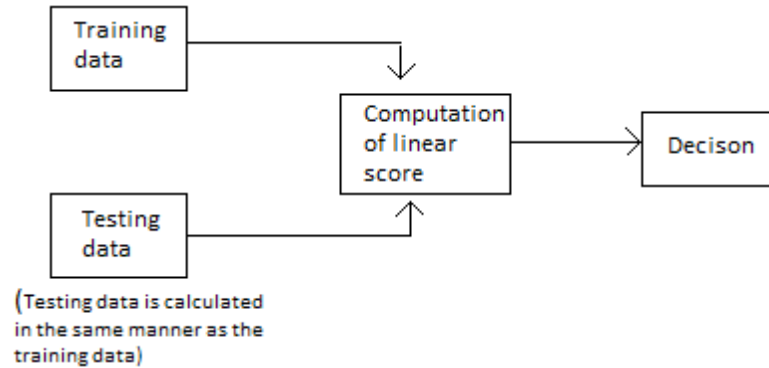 Training
data
Computation
of linear
score
Decison
Testing
data
(Testing data is calculated
in the same manner as the
training data)